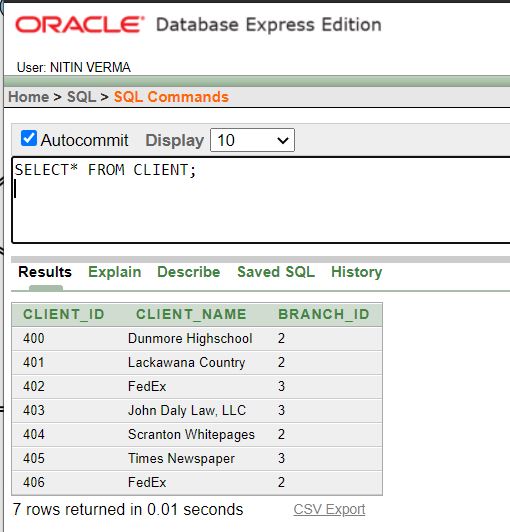 ORACLE® Database Express Edition
User: NITIN VERMA
Home > SQL > SQL Commands
Autocommit Display 10
SELECT* FROM CLIENT;
Results Explain Describe Saved SQL History
CLIENT_ID CLIENT_NAME BRANCH_ID
400 Dunmore Highschool 2
401 Lackawana Country 2
402 FedEx 3
403 John Daly Law, LLC 3
404 Scranton Whitepages 2
405 Times Newspaper 3
406 FedEx 2
7 rows returned in 0.01 seconds CSV Export